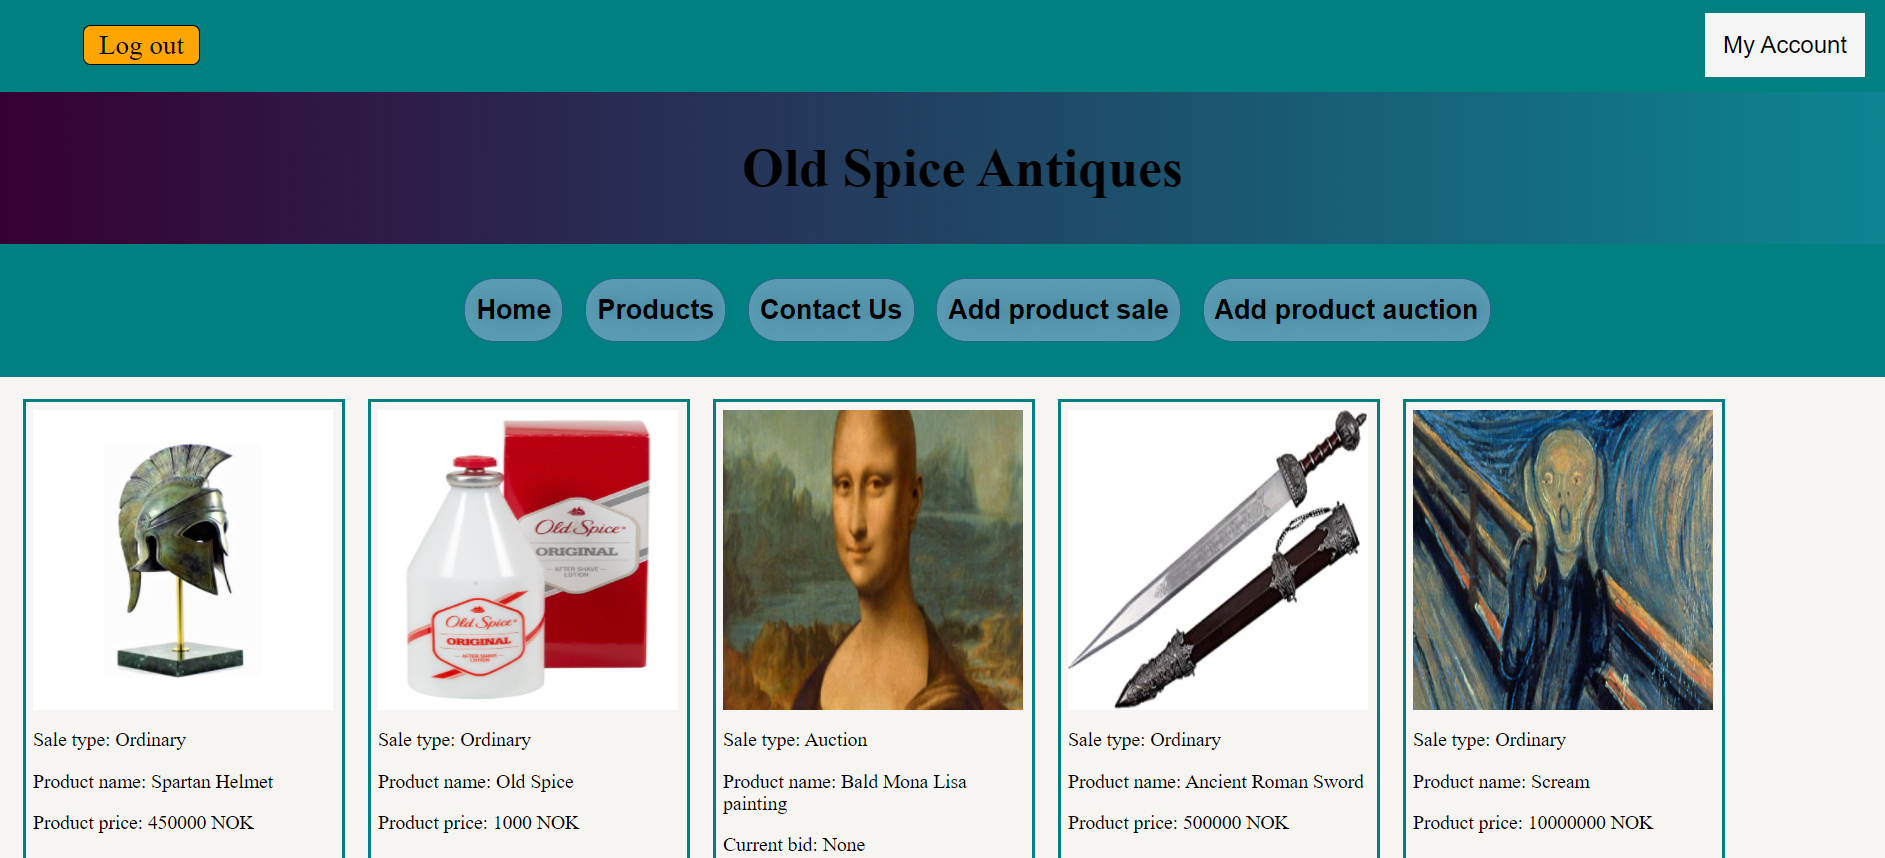 Log out
My Account
Old Spice Antiques
Home
Products
Contact Us
Add product sale
Add product auction
Old Spice
ORIGINAL
AFTER SHAVE
LOTION
Old Spice
ORIGINAL
AFTER SHAVE
LOTION
Sale type: Ordinary
Product name: Spartan Helmet
Product price: 450000 NOK
Sale type: Ordinary
Product name: Old Spice
Product price: 1000 NOK
Sale type: Auction
Product name: Bald Mona Lisa
painting
Current bid: None
Sale type: Ordinary
Product name: Ancient Roman Sword
Product price: 500000 NOK
Sale type: Ordinary
Product name: Scream
Product price: 10000000 NOK